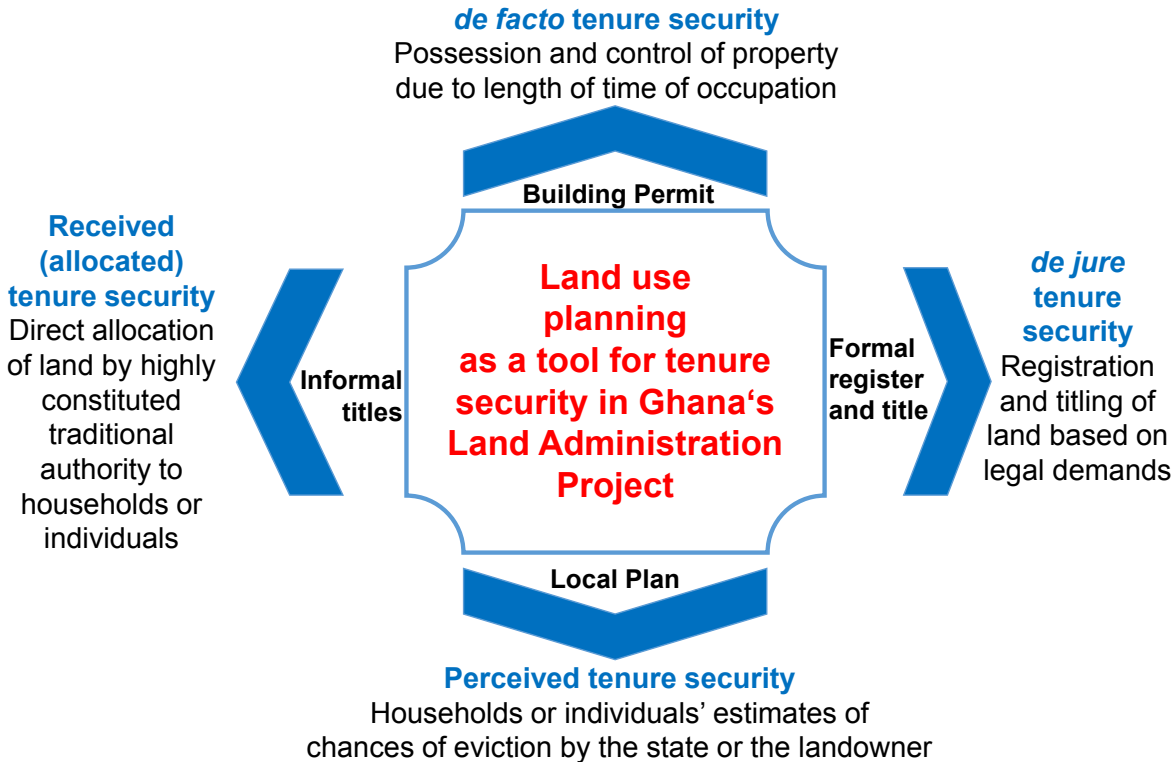 de facto tenure security
Possession and control of property
due to length of time of occupation
Building Permit
Received
(allocated)
tenure security
Direct allocation
of land by highly
constituted
traditional
authority to
households or
individuals
Informal
titles
Land use
planning
as a tool for tenure
security in Ghana‘s
Land Administration
Project
Formal
register
and title
de jure
tenure
security
Registration
and titling of
land based on
legal demands
Local Plan
Perceived tenure security
Households or individuals’ estimates of
chances of eviction by the state or the landowner